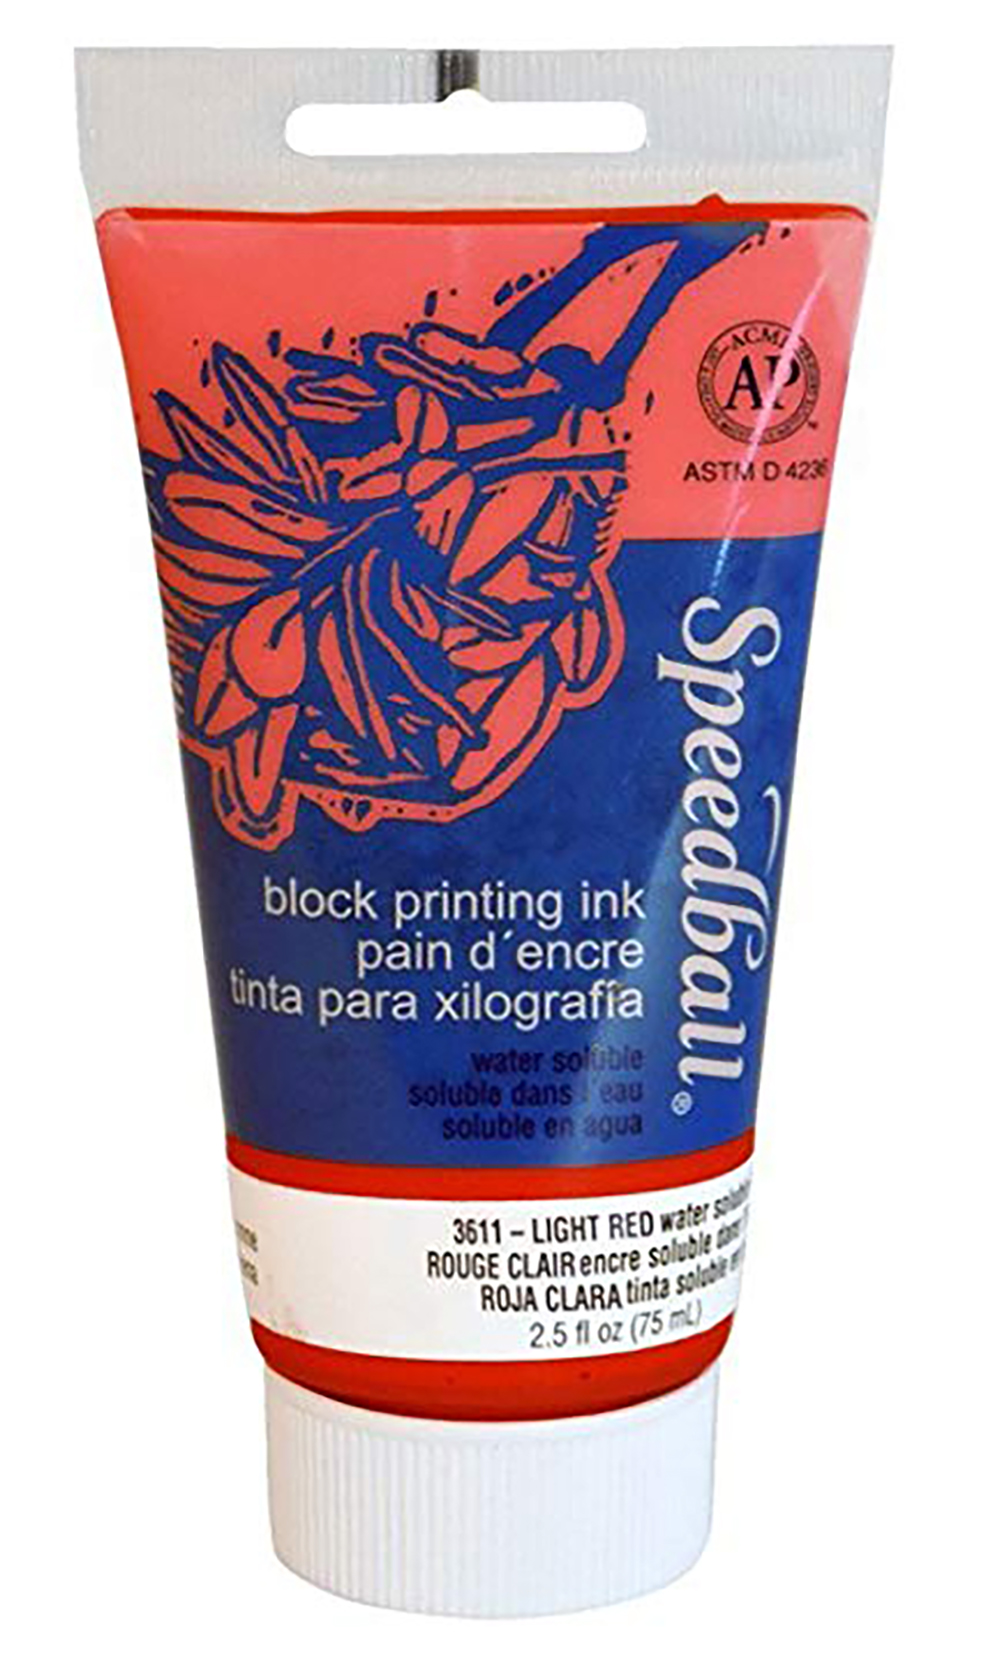 ACMI
AP
ASTM D 4236
Speedball®
block printing ink
pain d´encre
tinta para xilografía
water soluble
soluble dans l'eau
soluble en agua
3611 – LIGHT RED water soluble
ROUGE CLAIR encre soluble dans
ROJA CLARA tinta soluble
2.5 fl oz (75 mL)